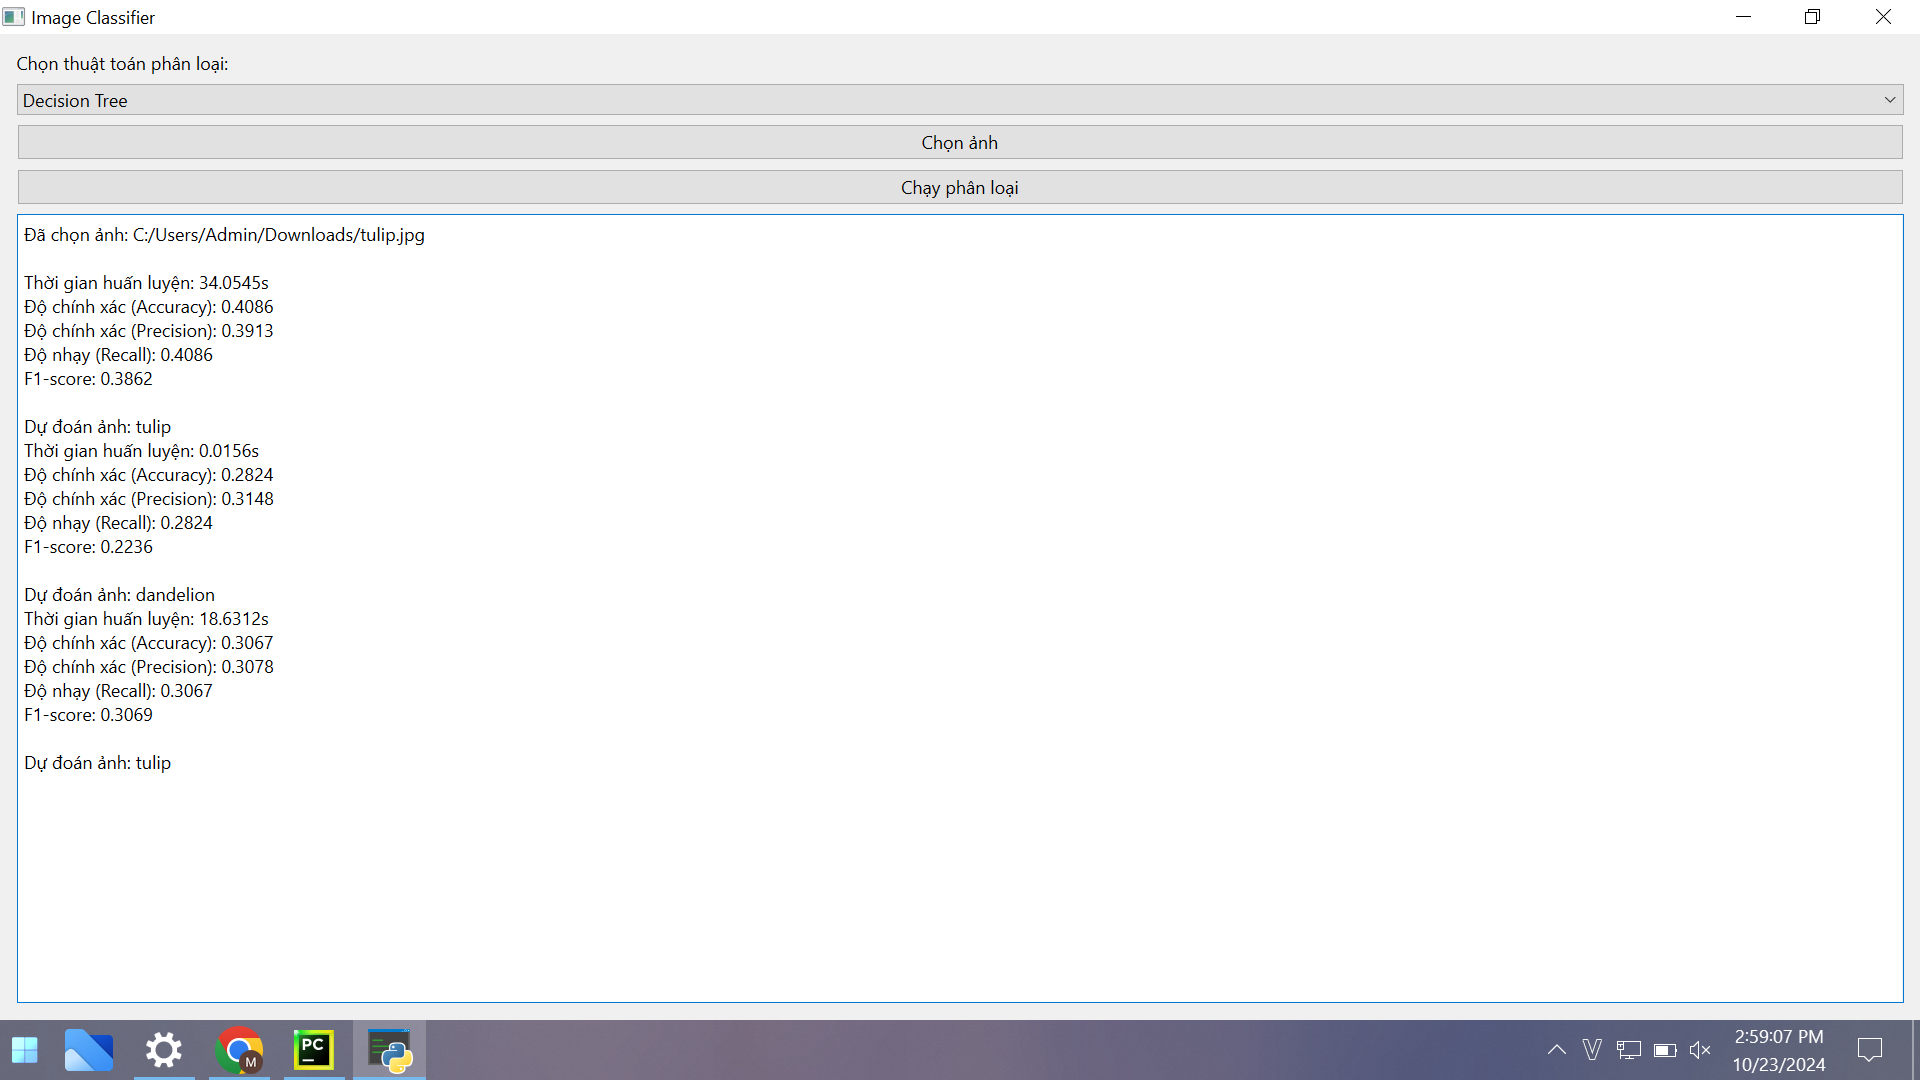 Image Classifier
Chọn thuật toán phân loại:
Decision Tree
Chọn ảnh
Chạy phân loại
Đã chọn ảnh: C:/Users/Admin/Downloads/tulip.jpg
Thời gian huấn luyện: 34.0545s
Độ chính xác (Accuracy): 0.4086
Độ chính xác (Precision): 0.3913
Độ nhạy (Recall): 0.4086
F1-score: 0.3862
Dự đoán ảnh: tulip
Thời gian huấn luyện: 0.0156s
Độ chính xác (Accuracy): 0.2824
Độ chính xác (Precision): 0.3148
Độ nhạy (Recall): 0.2824
F1-score: 0.2236
Dự đoán ảnh: dandelion
Thời gian huấn luyện: 18.6312s
Độ chính xác (Accuracy): 0.3067
Độ chính xác (Precision): 0.3078
Độ nhạy (Recall): 0.3067
F1-score: 0.3069
Dự đoán ảnh: tulip
M
PC
V
2:59:07 PM
10/23/2024